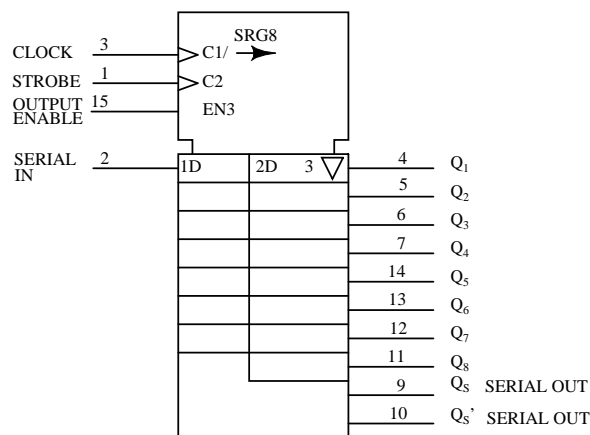 SRG8
CLOCK 3 C1/
STROBE 1 C2
OUTPUT ENABLE 15 EN3
SERIAL IN 2 1D 2D 3 4 Q1
5 Q2
6 Q3
7 Q4
14 Q5
13 Q6
12 Q7
11 Q8
9 QS SERIAL OUT
10 QS' SERIAL OUT